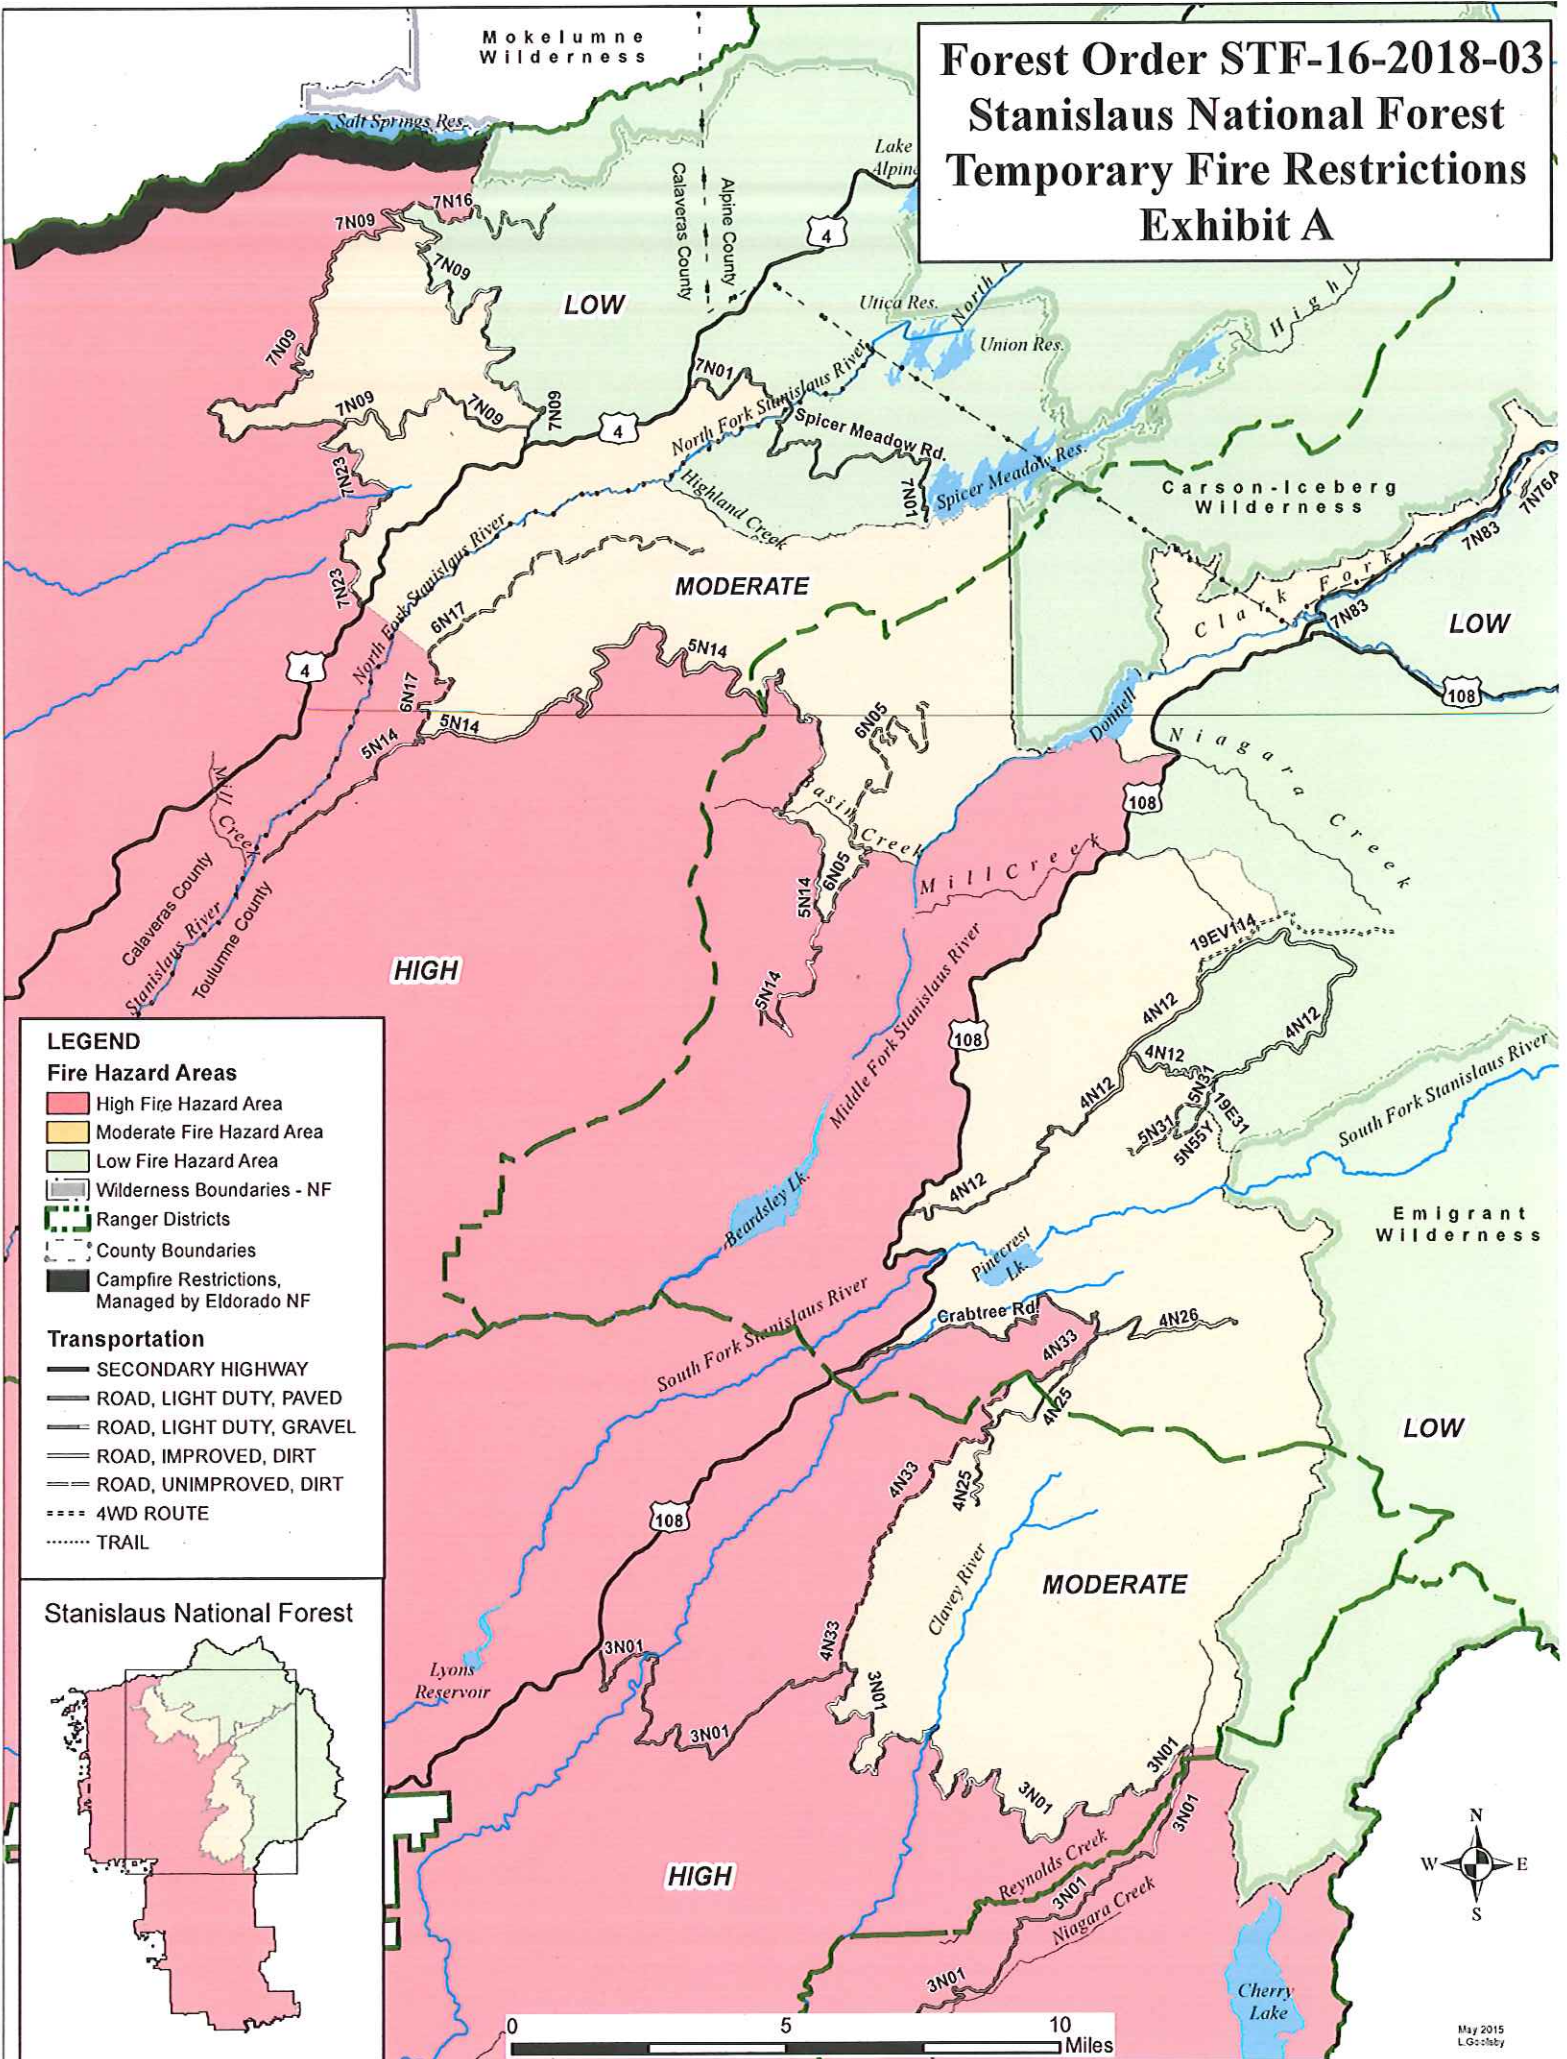 Forest Order STF-16-2018-03
Stanislaus National Forest
Temporary Fire Restrictions
Exhibit A
Mokelumne
Wilderness
Salt Springs Res.
Lake
Alpine
Calaveras County
Alpine County
4
7N16
7N09
7N09
LOW
Utica Res.
North
Union Res.
High
7N09
7N01
North Fork Stanislaus River
7N09
7N09
7N09
4
Spicer Meadow Rd.
7N01
Spicer Meadow Res.
Carson-Iceberg
Wilderness
7N76A
7N83
7N23
Highland Creek
North Fork Stanislaus River
MODERATE
Clark Fork
7N83
LOW
7N23
6N17
5N14
4
6N17
5N14
5N14
108
Donnell
Niagara Creek
6N05
Mill
Creek
Basin
Creek
108
Mill Creek
6N05
5N14
Calaveras County
Stanislaus River
Toulumne County
HIGH
5N14
Middle Fork Stanislaus River
19EV114
4N12
4N12
108
4N12
4N12
5N31
19E31
5N31
5N55Y
South Fork Stanislaus River
4N12
Beardsley Lk.
Emigrant
Wilderness
Pinecrest
Lk.
South Fork Stanislaus River
Crabtree Rd.
4N33
4N26
4N25
LOW
4N33
4N25
108
Clavey River
MODERATE
4N33
3N01
Lyons
Reservoir
3N01
3N01
3N01
3N01
3N01
HIGH
Reynolds Creek
3N01
Niagara Creek
3N01
Cherry
Lake
LEGEND
Fire Hazard Areas
High Fire Hazard Area
Moderate Fire Hazard Area
Low Fire Hazard Area
Wilderness Boundaries - NF
Ranger Districts
County Boundaries
Campfire Restrictions,
Managed by Eldorado NF
Transportation
SECONDARY HIGHWAY
ROAD, LIGHT DUTY, PAVED
ROAD, LIGHT DUTY, GRAVEL
ROAD, IMPROVED, DIRT
ROAD, UNIMPROVED, DIRT
4WD ROUTE
TRAIL
Stanislaus National Forest
N
W E
S
0 5 10
Miles
May 2015